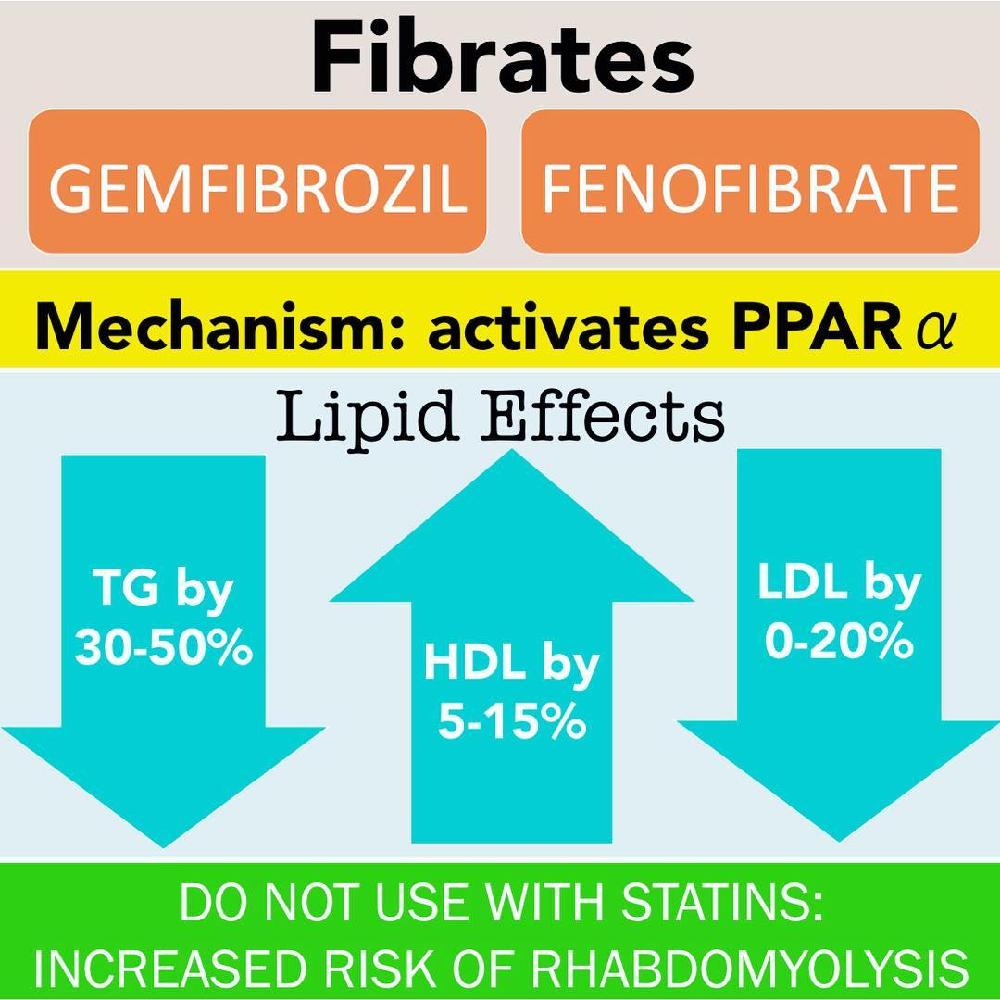 Fibrates
GEMFIBROZIL
FENOFIBRATE
Mechanism: activates PPAR α
Lipid Effects
TG by
30-50%
HDL by
5-15%
LDL by
0-20%
DO NOT USE WITH STATINS:
INCREASED RISK OF RHABDOMYOLYSIS